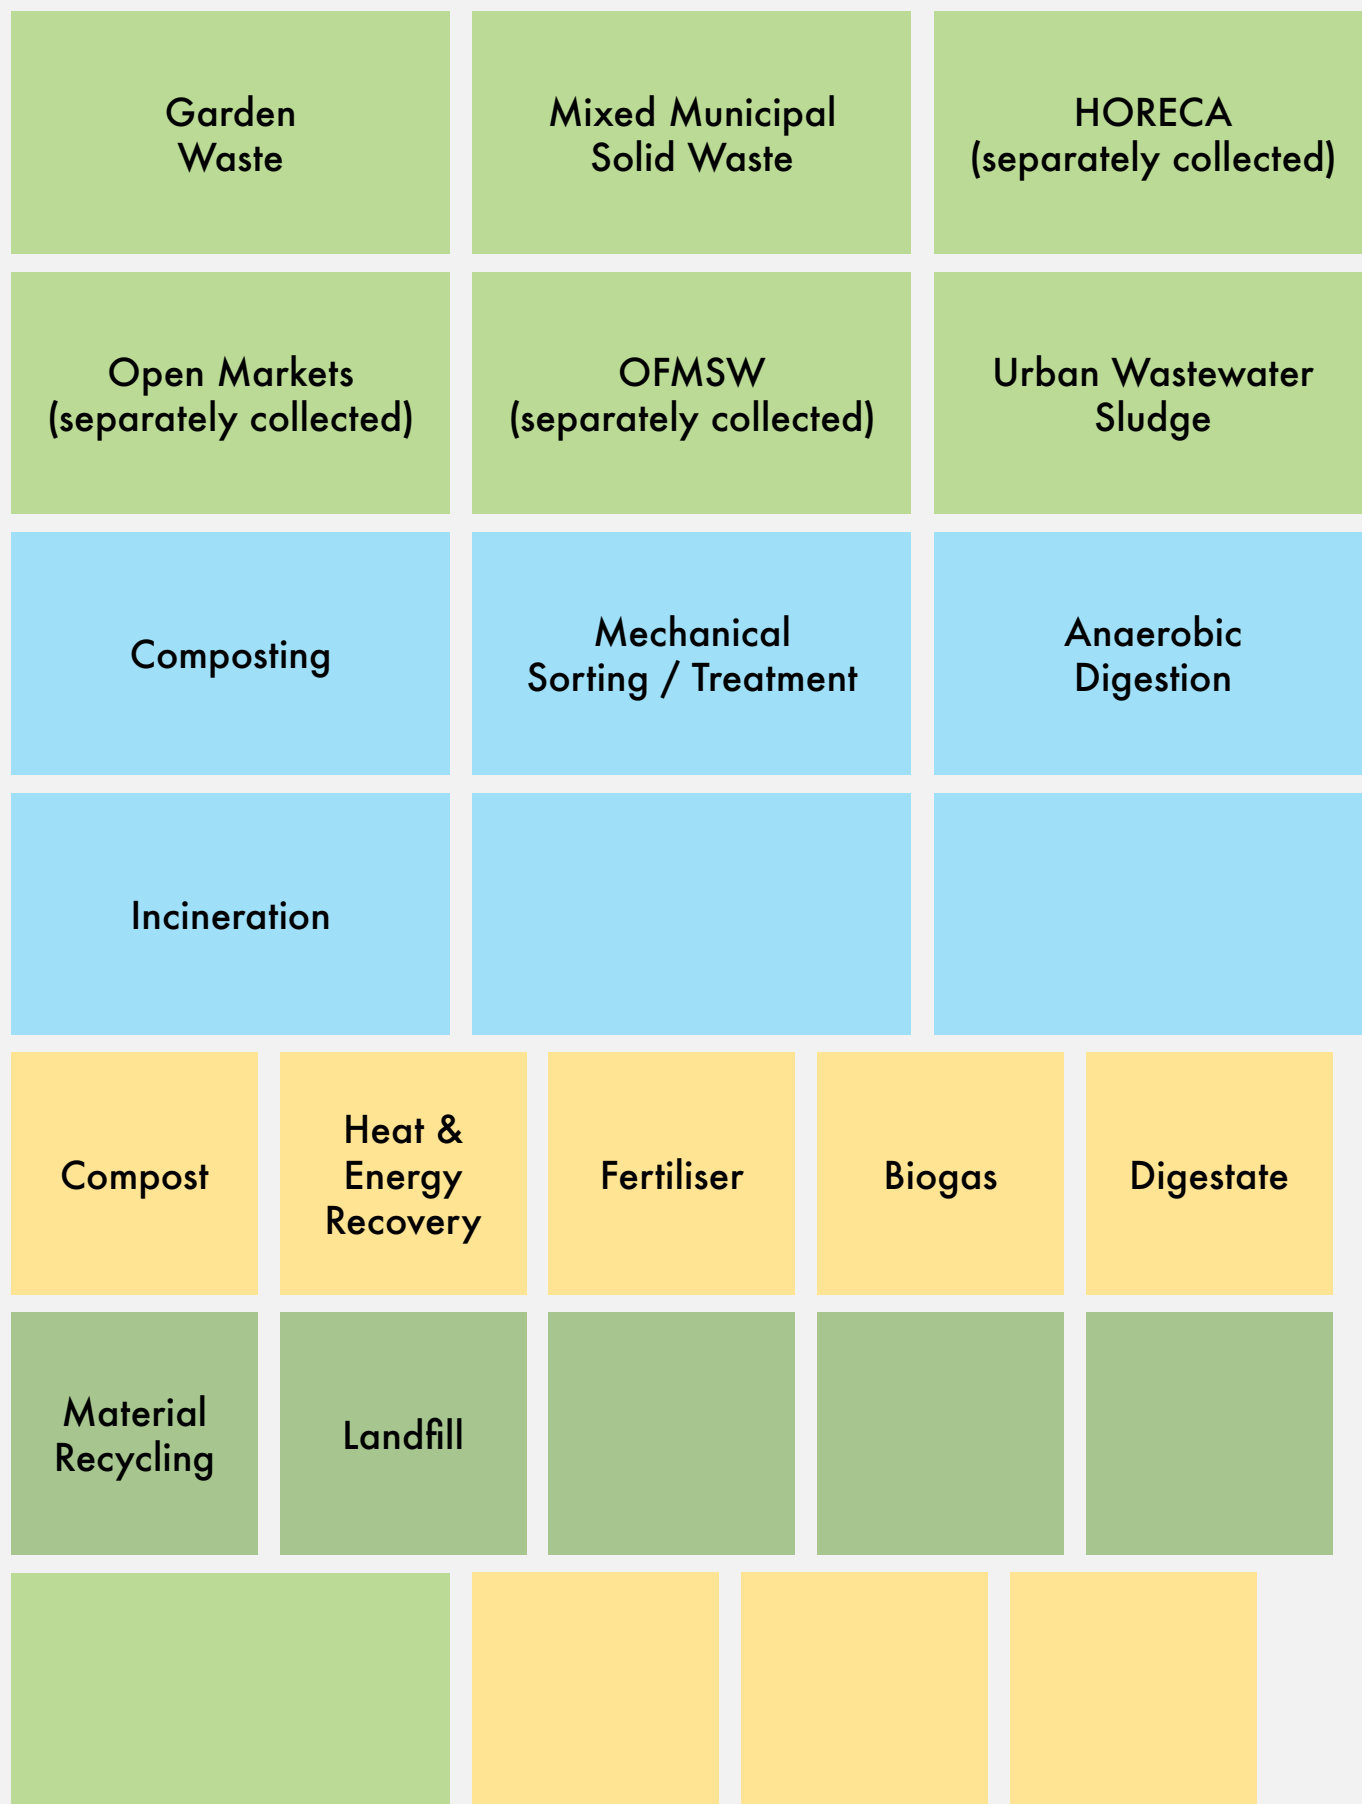 Garden
Waste
Mixed Municipal
Solid Waste
HORECA
(separately collected)
Open Markets
(separately collected)
OFMSW
(separately collected)
Urban Wastewater
Sludge
Composting
Mechanical
Sorting / Treatment
Anaerobic
Digestion
Incineration
Compost
Heat &
Energy
Recovery
Fertiliser
Biogas
Digestate
Material
Recycling
Landfill